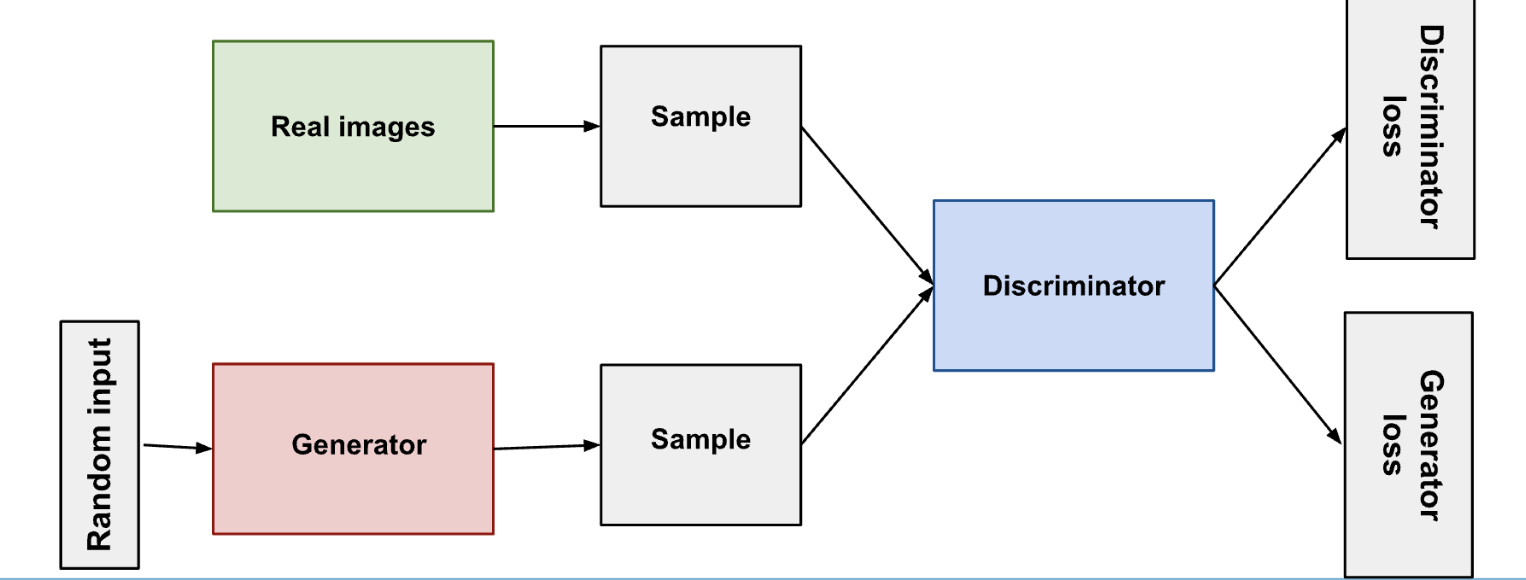 Real images
Sample
Discriminator
loss
Discriminator
Random input
Generator
Sample
Generator
loss